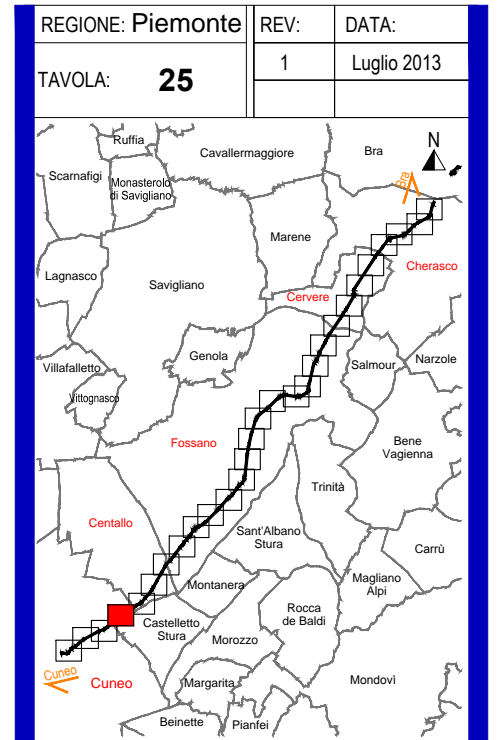 REGIONE: Piemonte
REV:
DATA:
TAVOLA: 25
1
Luglio 2013
Ruffia
Cavallermaggiore
Bra
N
Scarnafigi
Monasterolo
di Savigliano
Bra
Marene
Cherasco
Lagnasco
Savigliano
Cervere
Villafalletto
Genola
Salmour
Narzole
Vittognasco
Fossano
Bene
Vagienna
Trinità
Centallo
Sant'Albano
Stura
Carrù
Montanera
Magliano
Alpi
Castelletto
Stura
Rocca
de Baldi
Morozzo
Cuneo
Cuneo
Margarita
Mondovì
Beinette
Pianfei